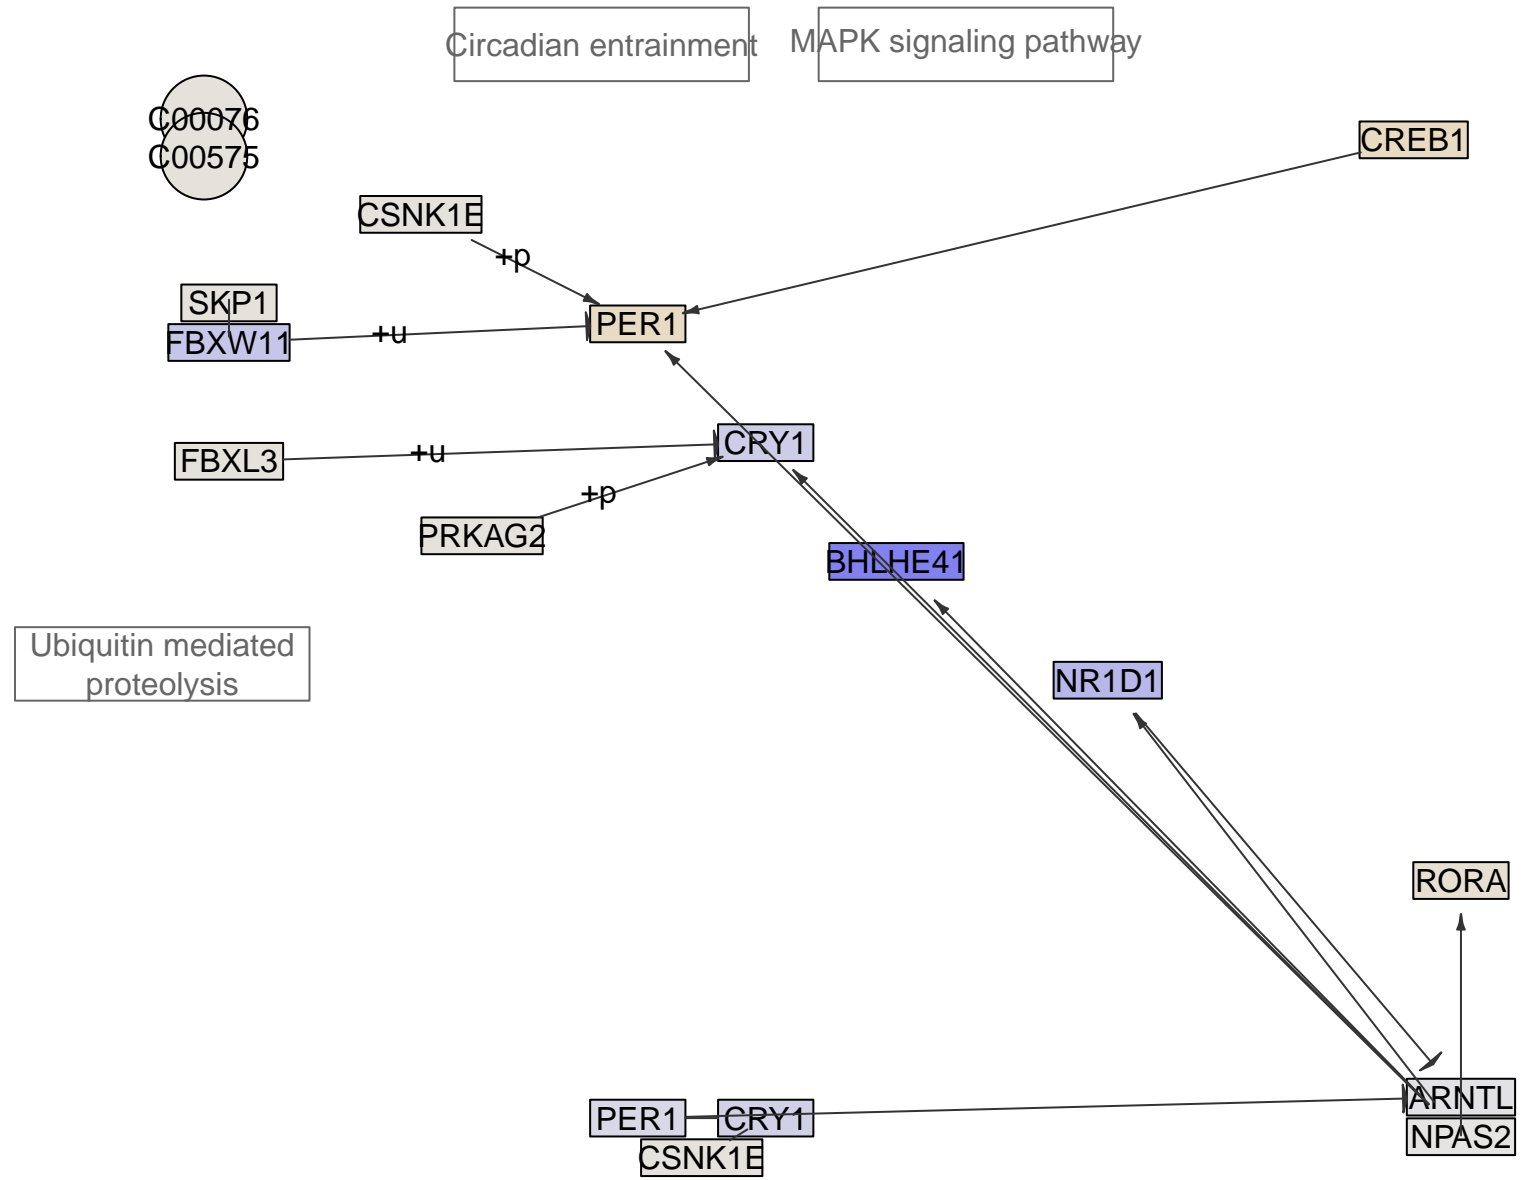 Circadian entrainment
MAPK signaling pathway
C00076
CREB1
C00575
CSNK1E
+p
SKP1
PER1
FBXW11
+u
CRY1
FBXL3
+u
+p
PRKAG2
BHLHE41
Ubiquitin mediated
proteolysis
NR1D1
RORA
ARNTL
PER1
CRY1
NPAS2
CSNK1E